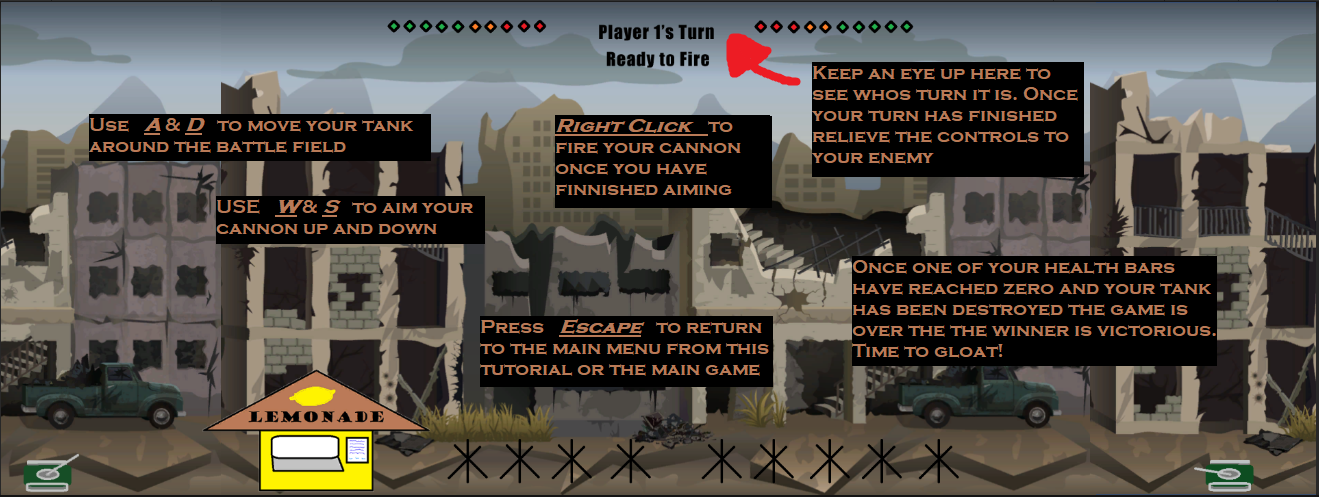 Player 1's Turn
Ready to Fire
Keep an eye up here to
see whos turn it is. Once
your turn has finished
relieve the controls to
your enemy
Use A & D to move your tank
around the battle field
Right Click to
fire your cannon
once you have
finnished aiming
USE W & S to aim your
cannon up and down
Once one of your health bars
have reached zero and your tank
has been destroyed the game is
over the the winner is victorious.
Time to gloat!
Press Escape to return
to the main menu from this
tutorial or the main game
LEMONADE